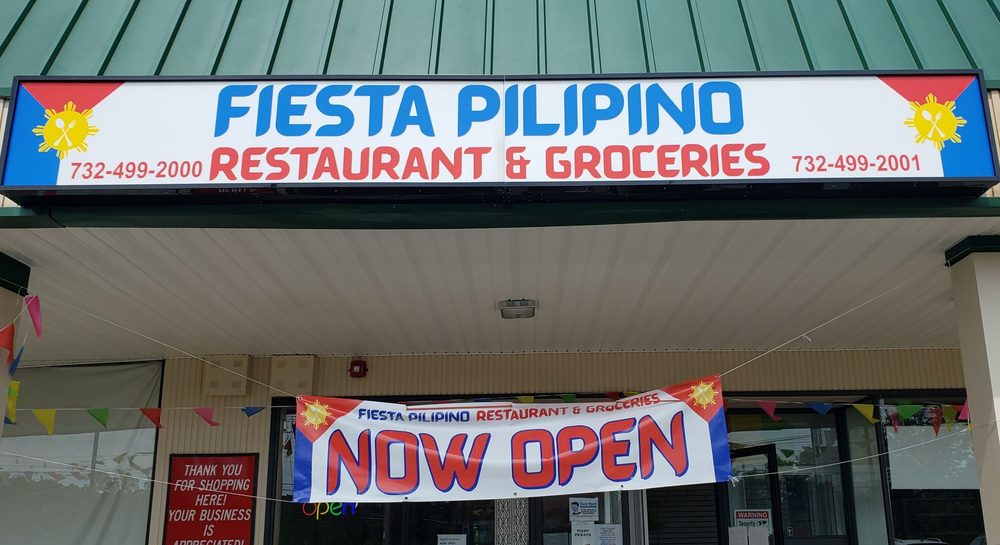 FIESTA PILIPINO
732-499-2000 RESTAURANT & GROCERIES 732-499-2001
FIESTA PILIPINO RESTAURANT & GROCERIES
NOW OPEN
THANK YOU
FOR SHOPPING
HERE!
YOUR BUSINESS
IS
APPRECIATED!
open
WARNING